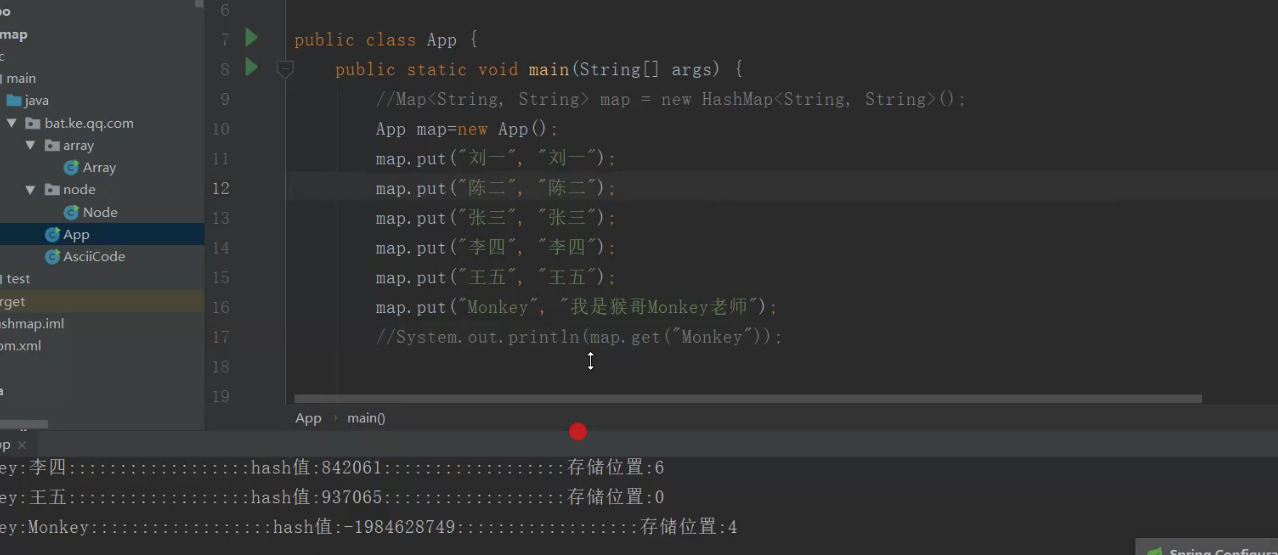 po
map
c
main
java
bat.ke.qq.com
array
Array
node
Node
App
AsciiCode
test
rget
ashmap.iml
om.xml
a
6
7 public class App {
8 public static void main(String[] args) {
9 //Map<String, String> map = new HashMap<String, String>();
10 App map=new App();
11 map.put("刘一", "刘一");
12 map.put("陈二", "陈二");
13 map.put("张三", "张三");
14 map.put("李四", "李四");
15 map.put("王五", "王五");
16 map.put("Monkey", "我是猴哥Monkey老师");
17 //System.out.println(map.get("Monkey"));
18
19
App › main()
pp ×
ey:李四::::::::::::::::::hash值:842061::::::::::::::::::存储位置:6
ey:王五::::::::::::::::::hash值:937065::::::::::::::::::存储位置:0
ey:Monkey::::::::::::::::::hash值:-1984628749::::::::::::::::::存储位置:4
Spring Configura